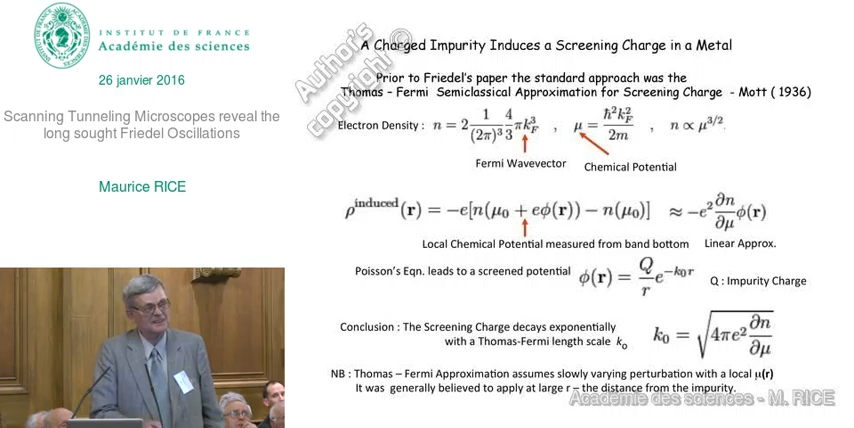 INSTITUT DE FRANCE
Académie des sciences
26 janvier 2016
Scanning Tunneling Microscopes reveal the
long sought Friedel Oscillations
Maurice RICE
Author's
copyright ©
A Charged Impurity Induces a Screening Charge in a Metal
Prior to Friedel's paper the standard approach was the
Thomas – Fermi Semiclassical Approximation for Screening Charge - Mott ( 1936)
Electron Density : n = 2 1/(2π)³ 4/3 πk_F³ , μ = ħ²k_F²/2m , n ∝ μ^{3/2}
Fermi Wavevector
Chemical Potential
ρ^{induced}(r) = −e[n(μ₀ + eϕ(r)) − n(μ₀)] ≈ −e² ∂n/∂μ ϕ(r)
Local Chemical Potential measured from band bottom Linear Approx.
Poisson's Eqn. leads to a screened potential ϕ(r) = Q/r e^{−k₀r}
Q : Impurity Charge
Conclusion : The Screening Charge decays exponentially
with a Thomas-Fermi length scale k_o
k₀ = √(4πe² ∂n/∂μ)
NB : Thomas – Fermi Approximation assumes slowly varying perturbation with a local μ(r)
It was generally believed to apply at large r – the distance from the impurity.
Académie des sciences - M. RICE